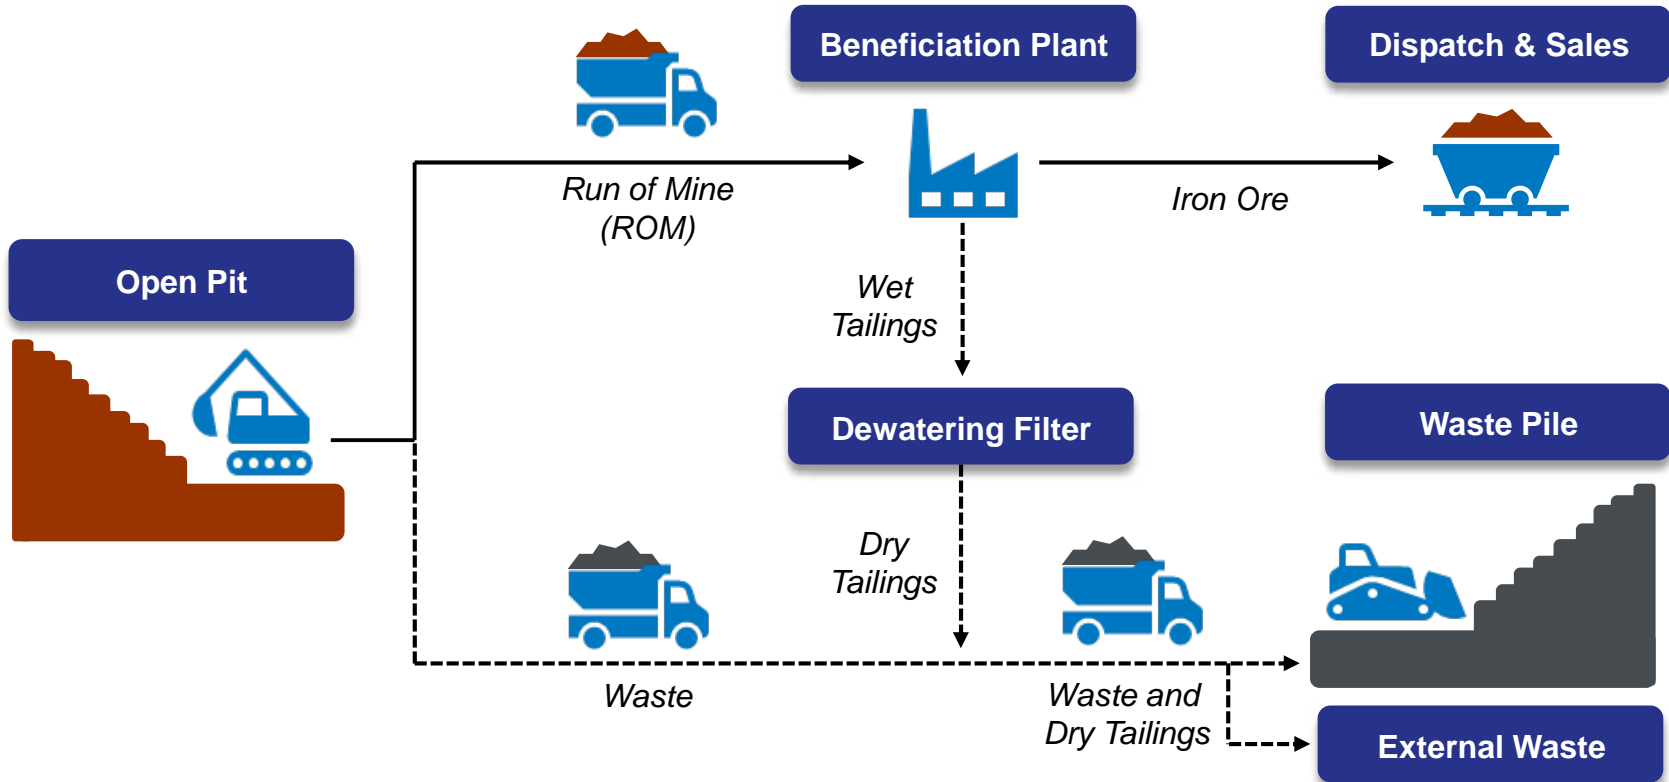 Beneficiation Plant
Dispatch & Sales
Run of Mine
(ROM)
Iron Ore
Open Pit
Wet
Tailings
Dewatering Filter
Waste Pile
Dry
Tailings
Waste
Waste and
Dry Tailings
External Waste